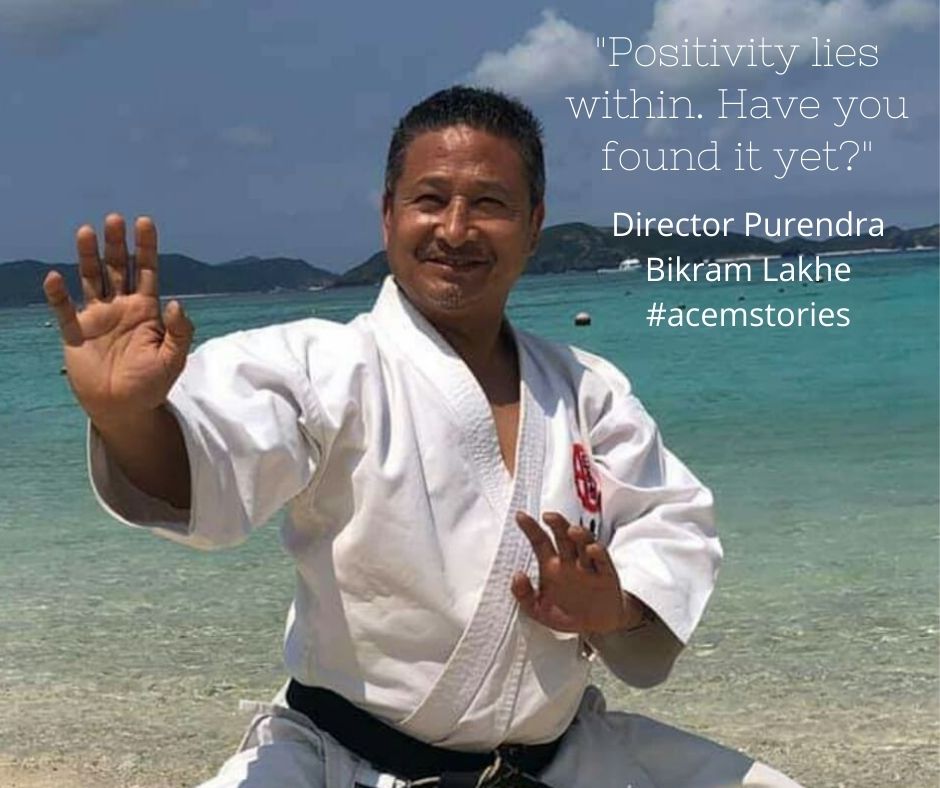 "Positivity lies
within. Have you
found it yet?"
Director Purendra
Bikram Lakhe
#acemstories